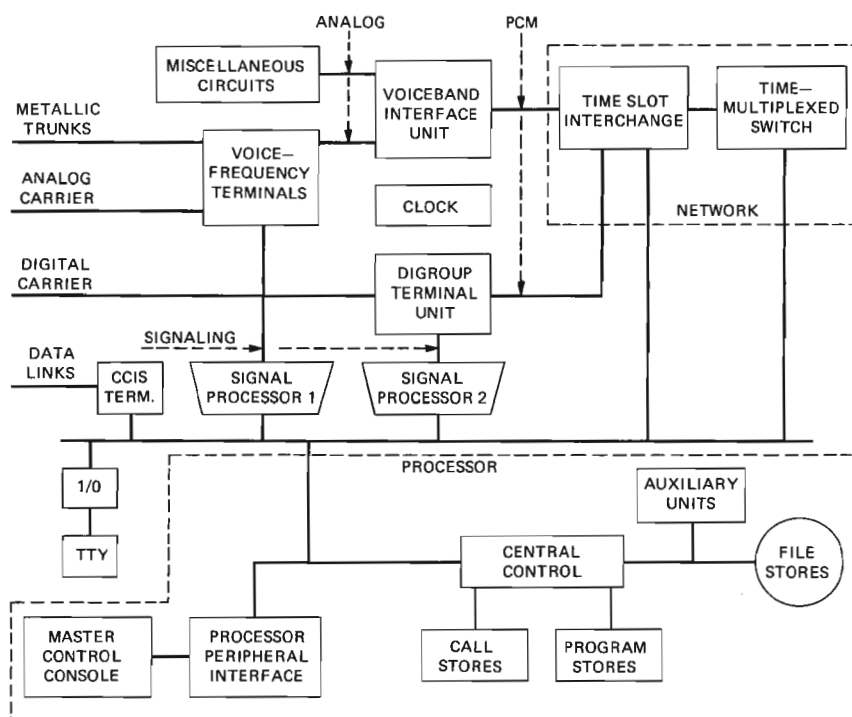 ANALOG
PCM
MISCELLANEOUS
CIRCUITS
VOICEBAND
INTERFACE
UNIT
TIME SLOT
INTERCHANGE
TIME—
MULTIPLEXED
SWITCH
METALLIC
TRUNKS
VOICE—
FREQUENCY
TERMINALS
ANALOG
CARRIER
CLOCK
NETWORK
DIGITAL
CARRIER
DIGROUP
TERMINAL
UNIT
SIGNALING
DATA
LINKS
CCIS
TERM.
SIGNAL
PROCESSOR 1
SIGNAL
PROCESSOR 2
PROCESSOR
1/0
TTY
AUXILIARY
UNITS
CENTRAL
CONTROL
FILE
STORES
MASTER
CONTROL
CONSOLE
PROCESSOR
PERIPHERAL
INTERFACE
CALL
STORES
PROGRAM
STORES